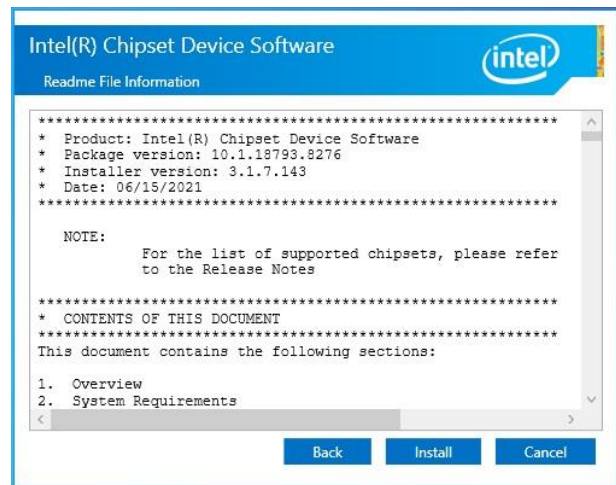 Intel(R) Chipset Device Software
intel
Readme File Information
***************************************************************
*  Product: Intel(R) Chipset Device Software
*  Package version: 10.1.18793.8276
*  Installer version: 3.1.7.143
*  Date: 06/15/2021
***************************************************************
NOTE:
For the list of supported chipsets, please refer
to the Release Notes
***************************************************************
*  CONTENTS OF THIS DOCUMENT
***************************************************************
This document contains the following sections:
1.  Overview
2.  System Requirements
Back Install Cancel